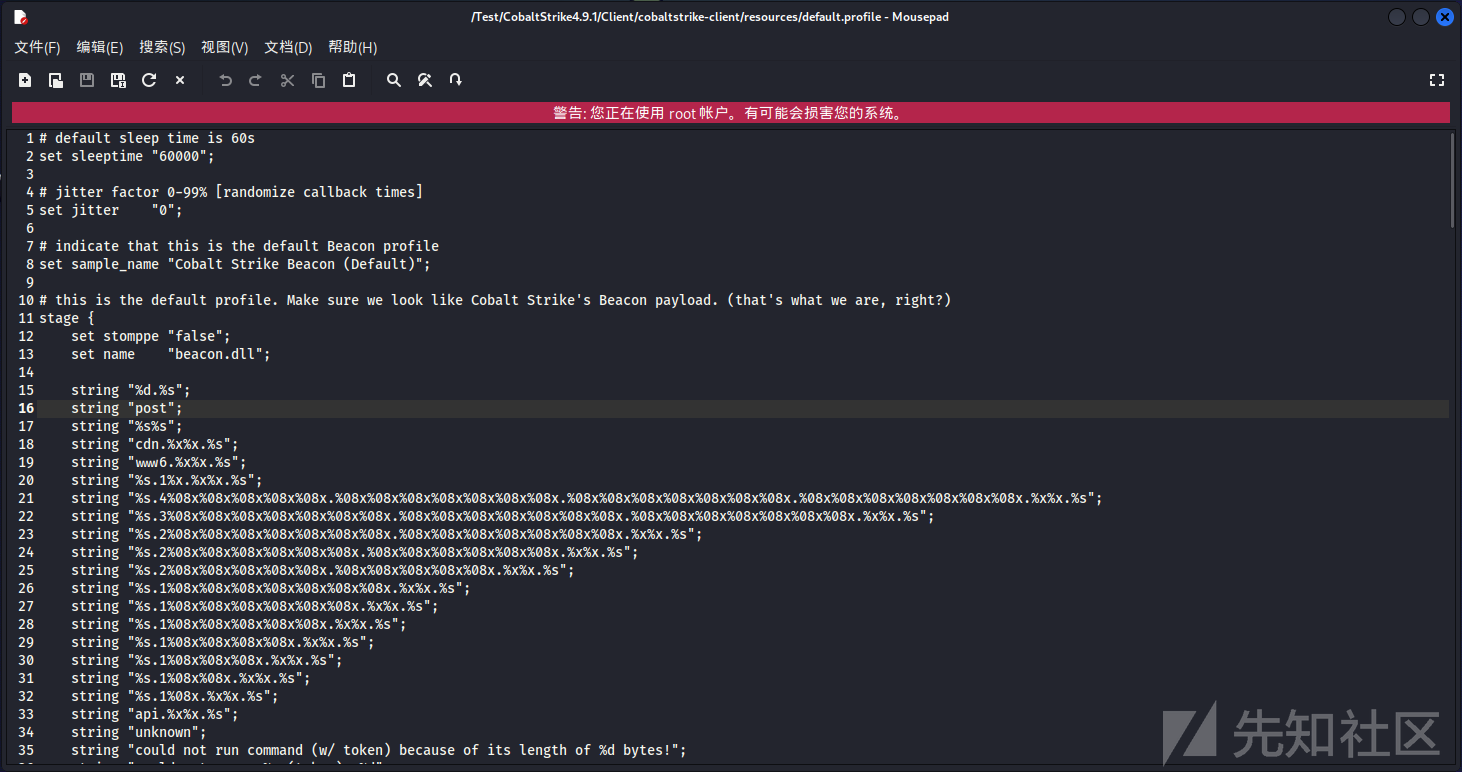 /Test/CobaltStrike4.9.1/Client/cobaltstrike-client/resources/default.profile - Mousepad
文件(F) 编辑(E) 搜索(S) 视图(V) 文档(D) 帮助(H)
警告: 您正在使用 root 帐户。有可能会损害您的系统。
1 # default sleep time is 60s
2 set sleeptime "60000";
3
4 # jitter factor 0-99% [randomize callback times]
5 set jitter    "0";
6
7 # indicate that this is the default Beacon profile
8 set sample_name "Cobalt Strike Beacon (Default)";
9
10 # this is the default profile. Make sure we look like Cobalt Strike's Beacon payload. (that's what we are, right?)
11 stage {
12     set stomppe "false";
13     set name    "beacon.dll";
14
15     string "%d.%s";
16     string "post";
17     string "%s%s";
18     string "cdn.%x%x.%s";
19     string "www6.%x%x.%s";
20     string "%s.1%x.%x%x.%s";
21     string "%s.4%08x%08x%08x%08x%08x.%08x%08x%08x%08x%08x%08x%08x.%08x%08x%08x%08x%08x%08x%08x.%08x%08x%08x%08x%08x%08x%08x.%x%x.%s";
22     string "%s.3%08x%08x%08x%08x%08x%08x%08x.%08x%08x%08x%08x%08x%08x%08x.%08x%08x%08x%08x%08x%08x%08x.%x%x.%s";
23     string "%s.2%08x%08x%08x%08x%08x%08x%08x.%08x%08x%08x%08x%08x%08x%08x.%x%x.%s";
24     string "%s.2%08x%08x%08x%08x%08x%08x.%08x%08x%08x%08x%08x%08x.%x%x.%s";
25     string "%s.2%08x%08x%08x%08x%08x.%08x%08x%08x%08x%08x.%x%x.%s";
26     string "%s.1%08x%08x%08x%08x%08x%08x%08x.%x%x.%s";
27     string "%s.1%08x%08x%08x%08x%08x%08x.%x%x.%s";
28     string "%s.1%08x%08x%08x%08x%08x.%x%x.%s";
29     string "%s.1%08x%08x%08x%08x.%x%x.%s";
30     string "%s.1%08x%08x%08x.%x%x.%s";
31     string "%s.1%08x%08x.%x%x.%s";
32     string "%s.1%08x.%x%x.%s";
33     string "api.%x%x.%s";
34     string "unknown";
35     string "could not run command (w/ token) because of its length of %d bytes!";
先知社区